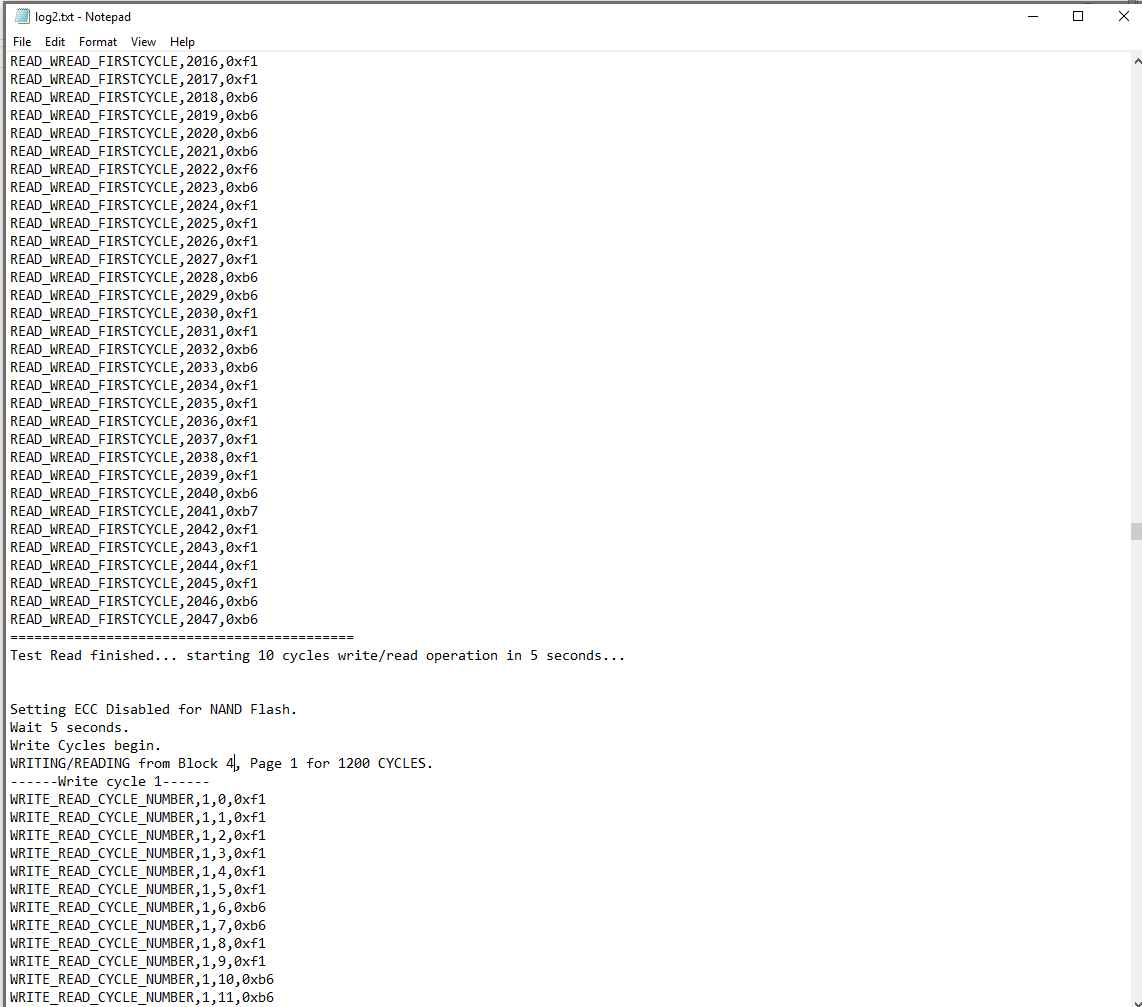 log2.txt - Notepad
File Edit Format View Help
READ_WREAD_FIRSTCYCLE,2016,0xf1
READ_WREAD_FIRSTCYCLE,2017,0xf1
READ_WREAD_FIRSTCYCLE,2018,0xb6
READ_WREAD_FIRSTCYCLE,2019,0xb6
READ_WREAD_FIRSTCYCLE,2020,0xb6
READ_WREAD_FIRSTCYCLE,2021,0xb6
READ_WREAD_FIRSTCYCLE,2022,0xf6
READ_WREAD_FIRSTCYCLE,2023,0xb6
READ_WREAD_FIRSTCYCLE,2024,0xf1
READ_WREAD_FIRSTCYCLE,2025,0xf1
READ_WREAD_FIRSTCYCLE,2026,0xf1
READ_WREAD_FIRSTCYCLE,2027,0xf1
READ_WREAD_FIRSTCYCLE,2028,0xb6
READ_WREAD_FIRSTCYCLE,2029,0xb6
READ_WREAD_FIRSTCYCLE,2030,0xf1
READ_WREAD_FIRSTCYCLE,2031,0xf1
READ_WREAD_FIRSTCYCLE,2032,0xb6
READ_WREAD_FIRSTCYCLE,2033,0xb6
READ_WREAD_FIRSTCYCLE,2034,0xf1
READ_WREAD_FIRSTCYCLE,2035,0xf1
READ_WREAD_FIRSTCYCLE,2036,0xf1
READ_WREAD_FIRSTCYCLE,2037,0xf1
READ_WREAD_FIRSTCYCLE,2038,0xf1
READ_WREAD_FIRSTCYCLE,2039,0xf1
READ_WREAD_FIRSTCYCLE,2040,0xb6
READ_WREAD_FIRSTCYCLE,2041,0xb7
READ_WREAD_FIRSTCYCLE,2042,0xf1
READ_WREAD_FIRSTCYCLE,2043,0xf1
READ_WREAD_FIRSTCYCLE,2044,0xf1
READ_WREAD_FIRSTCYCLE,2045,0xf1
READ_WREAD_FIRSTCYCLE,2046,0xb6
READ_WREAD_FIRSTCYCLE,2047,0xb6
===========================================
Test Read finished... starting 10 cycles write/read operation in 5 seconds...
Setting ECC Disabled for NAND Flash.
Wait 5 seconds.
Write Cycles begin.
WRITING/READING from Block 4, Page 1 for 1200 CYCLES.
------Write cycle 1------
WRITE_READ_CYCLE_NUMBER,1,0,0xf1
WRITE_READ_CYCLE_NUMBER,1,1,0xf1
WRITE_READ_CYCLE_NUMBER,1,2,0xf1
WRITE_READ_CYCLE_NUMBER,1,3,0xf1
WRITE_READ_CYCLE_NUMBER,1,4,0xf1
WRITE_READ_CYCLE_NUMBER,1,5,0xf1
WRITE_READ_CYCLE_NUMBER,1,6,0xb6
WRITE_READ_CYCLE_NUMBER,1,7,0xb6
WRITE_READ_CYCLE_NUMBER,1,8,0xf1
WRITE_READ_CYCLE_NUMBER,1,9,0xf1
WRITE_READ_CYCLE_NUMBER,1,10,0xb6
WRITE_READ_CYCLE_NUMBER,1,11,0xb6